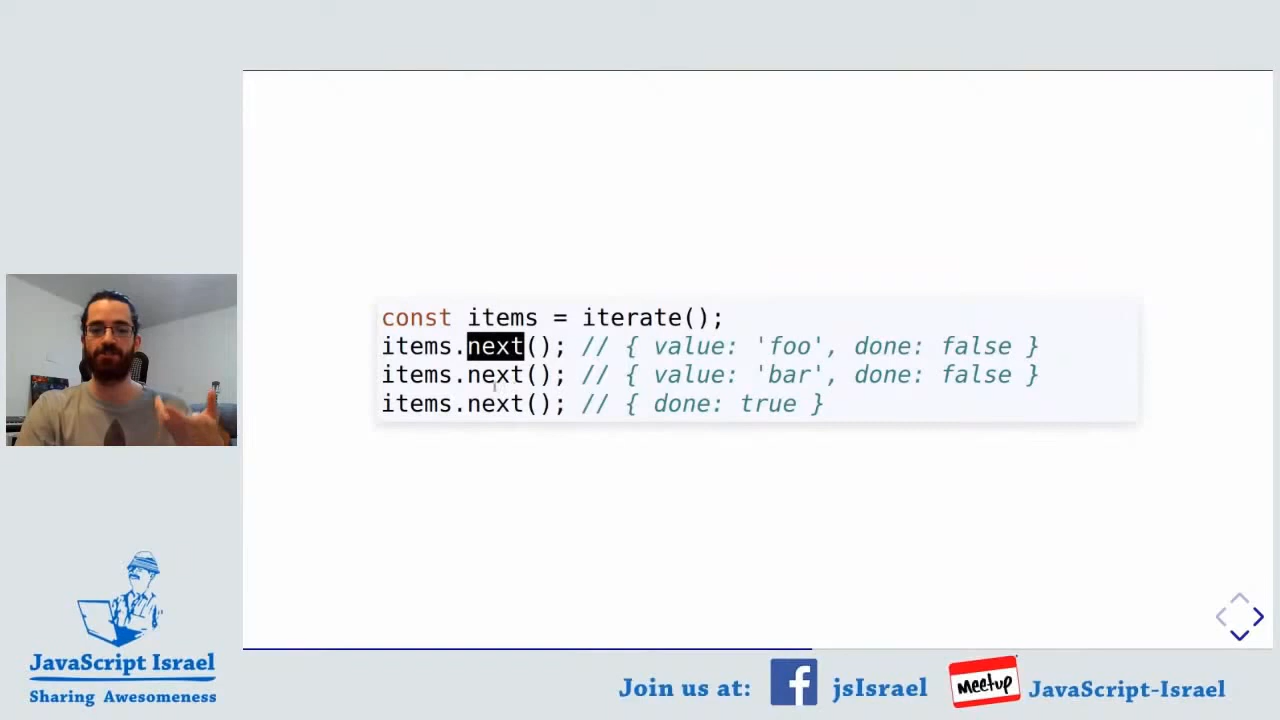 const items = iterate();
items.next(); // { value: 'foo', done: false }
items.next(); // { value: 'bar', done: false }
items.next(); // { done: true }
JavaScript Israel
Sharing Awesomeness
Join us at:
f
jsIsrael
Meetup
JavaScript-Israel